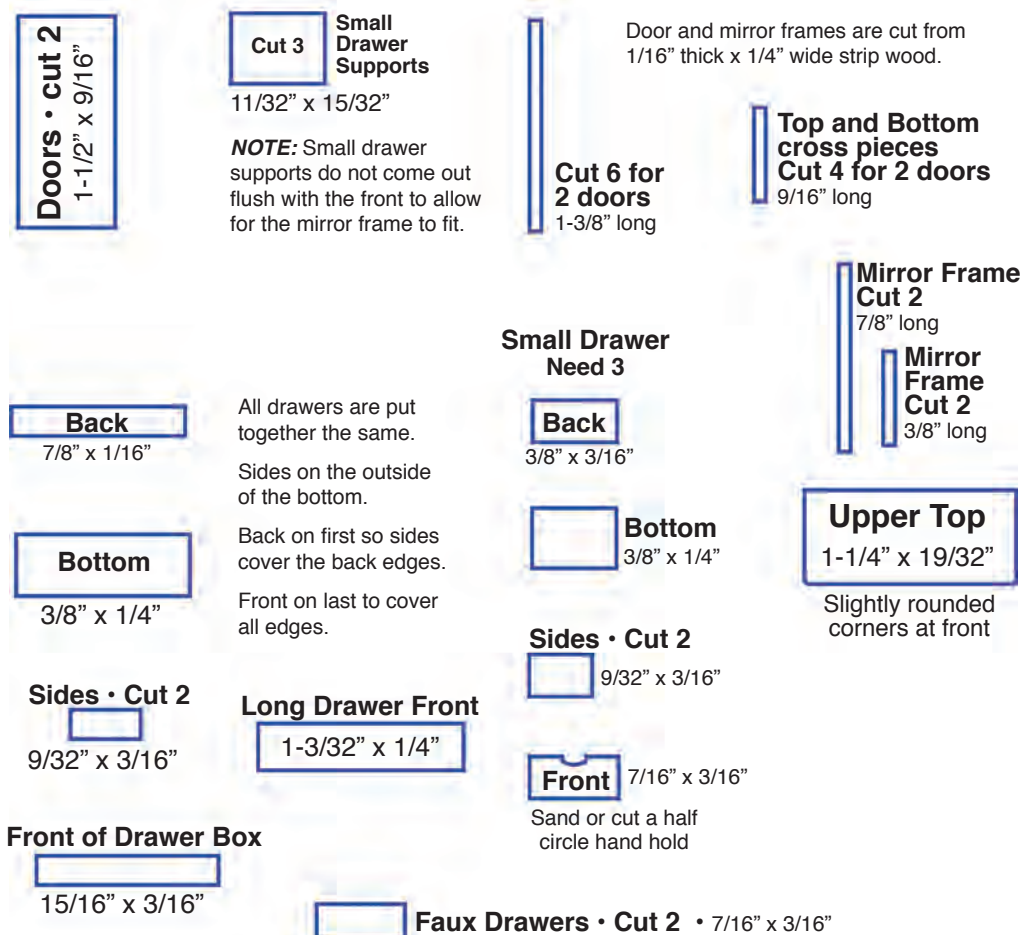 Doors • cut 2
1-1/2” x 9/16”
Cut 3
Small
Drawer
Supports
11/32” x 15/32”
NOTE: Small drawer
supports do not come out
flush with the front to allow
for the mirror frame to fit.
Door and mirror frames are cut from
1/16” thick x 1/4” wide strip wood.
Cut 6 for
2 doors
1-3/8” long
Top and Bottom
cross pieces
Cut 4 for 2 doors
9/16” long
Mirror Frame
Cut 2
7/8” long
Mirror
Frame
Cut 2
3/8” long
Back
7/8” x 1/16”
Bottom
3/8” x 1/4”
Sides • Cut 2
9/32” x 3/16”
All drawers are put
together the same.
Sides on the outside
of the bottom.
Back on first so sides
cover the back edges.
Front on last to cover
all edges.
Long Drawer Front
1-3/32” x 1/4”
Small Drawer
Need 3
Back
3/8” x 3/16”
Bottom
3/8” x 1/4”
Sides • Cut 2
9/32” x 3/16”
Front
7/16” x 3/16”
Sand or cut a half
circle hand hold
Upper Top
1-1/4” x 19/32”
Slightly rounded
corners at front
Front of Drawer Box
15/16” x 3/16”
Faux Drawers • Cut 2 • 7/16” x 3/16”